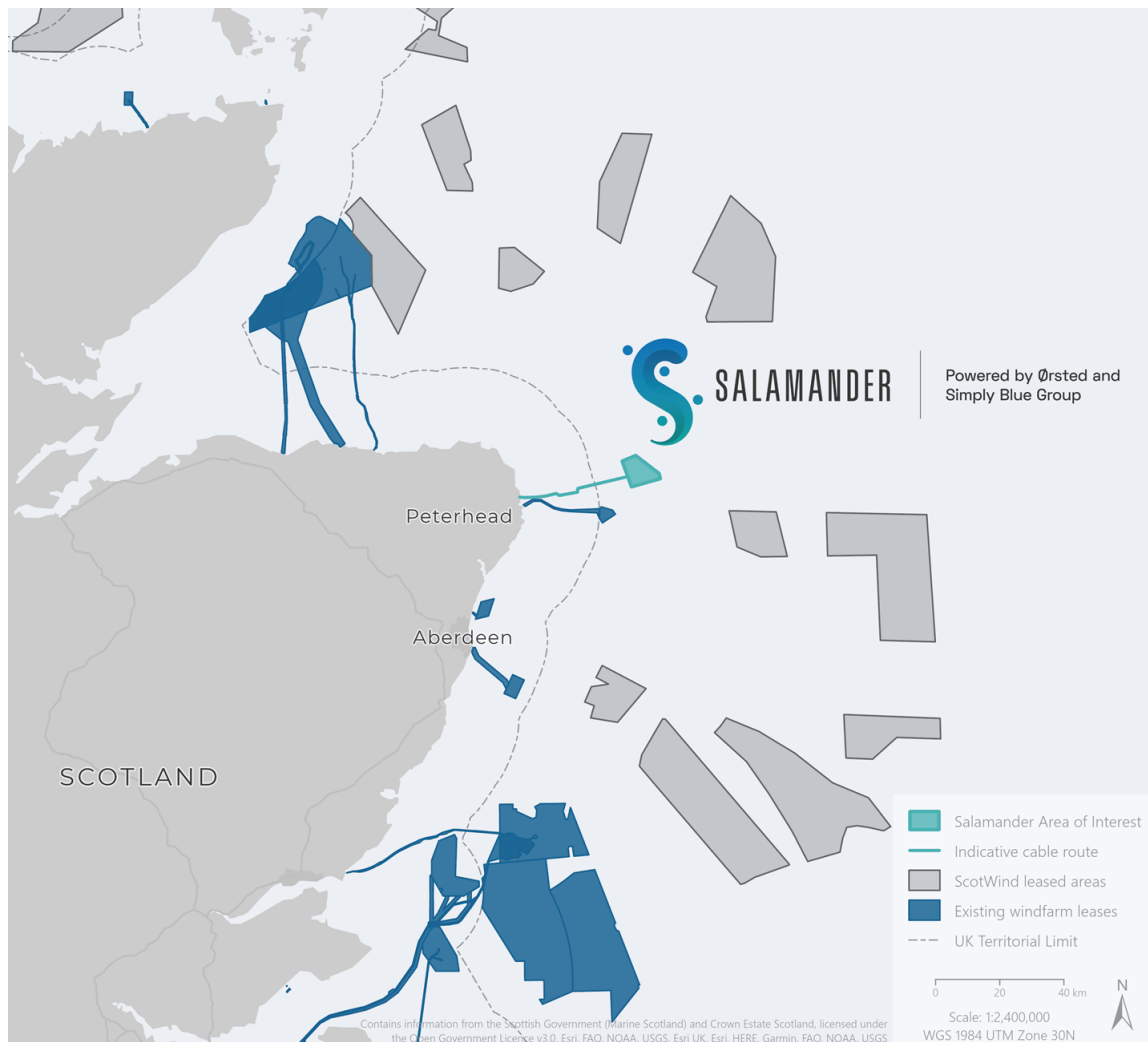 SALAMANDER
Powered by Ørsted and
Simply Blue Group
Peterhead
Aberdeen
SCOTLAND
Salamander Area of Interest
Indicative cable route
ScotWind leased areas
Existing windfarm leases
UK Territorial Limit
0 20 40 km
N
Scale: 1:2,400,000
WGS 1984 UTM Zone 30N
Contains information from the Scottish Government (Marine Scotland) and Crown Estate Scotland, licensed under
the Open Government Licence v3.0. Esri, FAO, NOAA, USGS, Esri UK, Esri, HERE, Garmin, FAO, NOAA, USGS